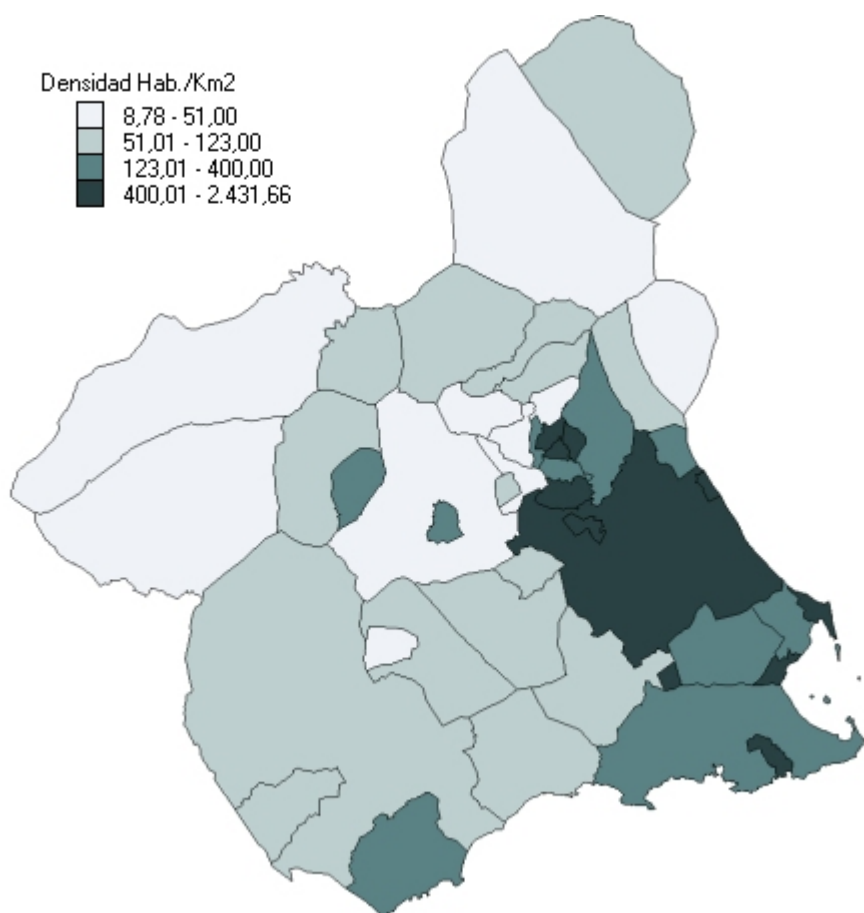 Densidad Hab./Km2
8,78 - 51,00
51,01 - 123,00
123,01 - 400,00
400,01 - 2.431,66